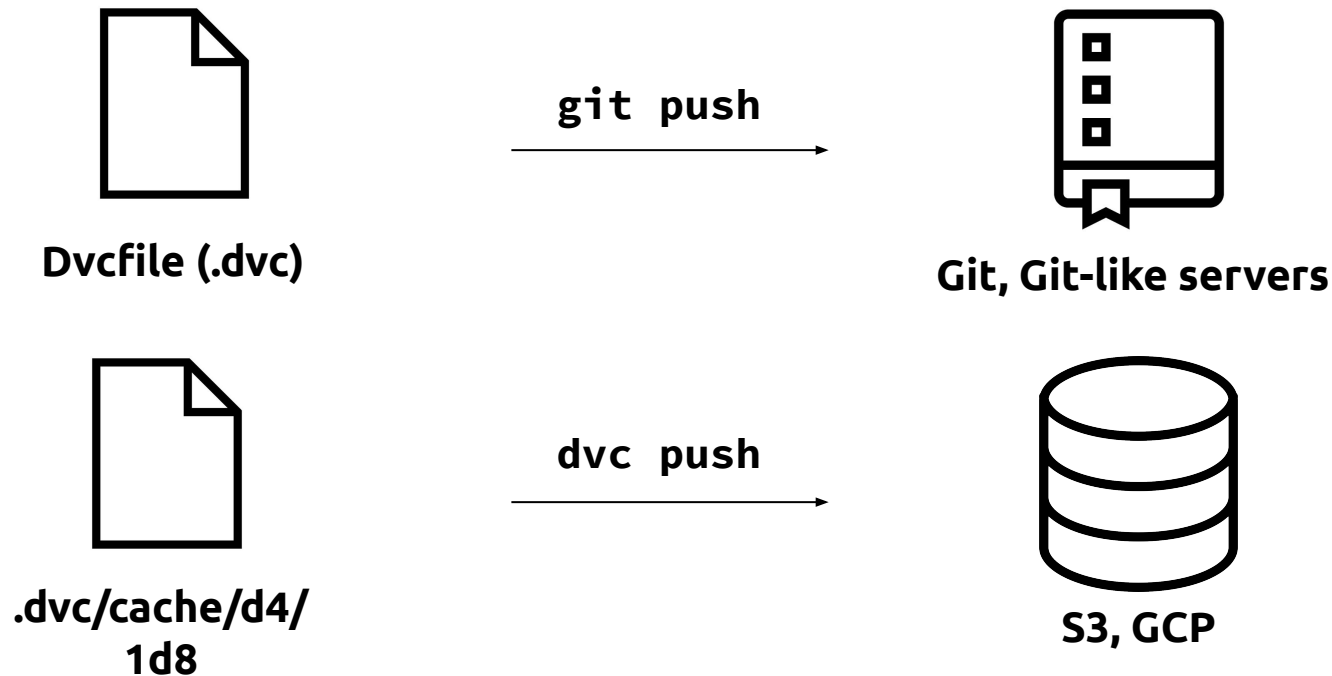 git push
Dvcfile (.dvc)
Git, Git-like servers
dvc push
.dvc/cache/d4/
1d8
S3, GCP